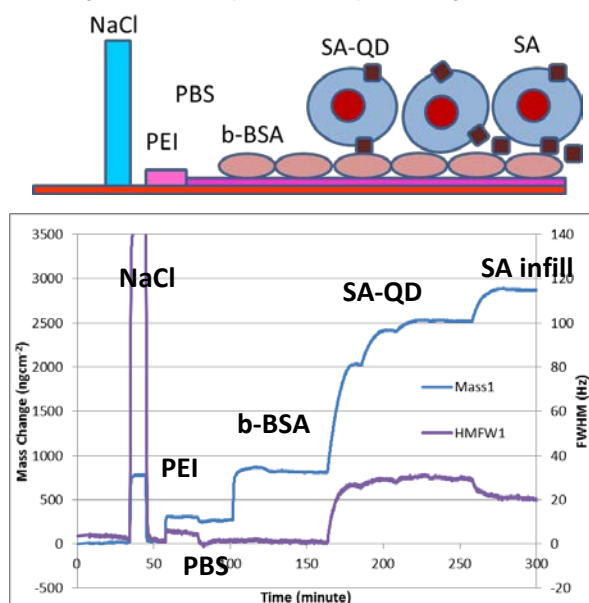 NaCl
SA-QD
SA
PBS
PEI
b-BSA
3500
3000
2500
2000
1500
1000
500
0
-500
Mass Change (ngcm-2)
140
120
100
80
60
40
20
0
-20
FWHM (Hz)
NaCl
SA infill
SA-QD
Mass1
HMFW1
b-BSA
PEI
PBS
0
50
100
150
200
250
300
Time (minute)